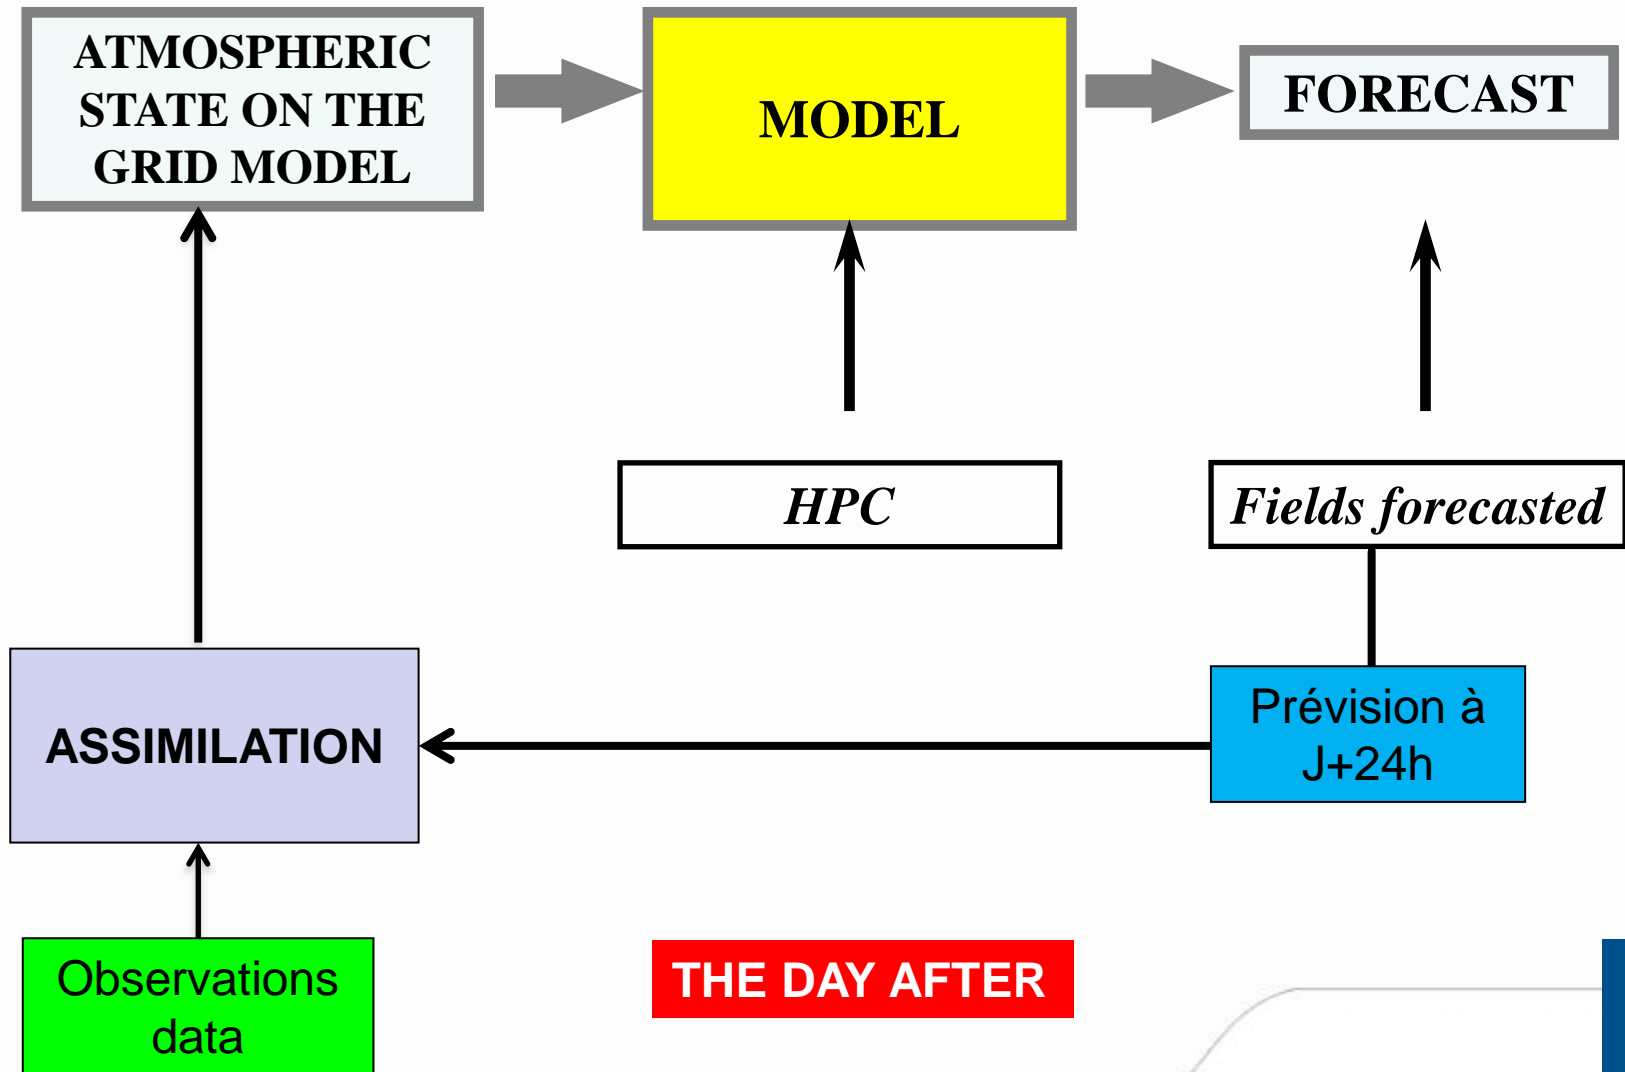 ATMOSPHERIC
STATE ON THE
GRID MODEL
MODEL
FORECAST
HPC
Fields forecasted
ASSIMILATION
Prévision à
J+24h
Observations
data
THE DAY AFTER